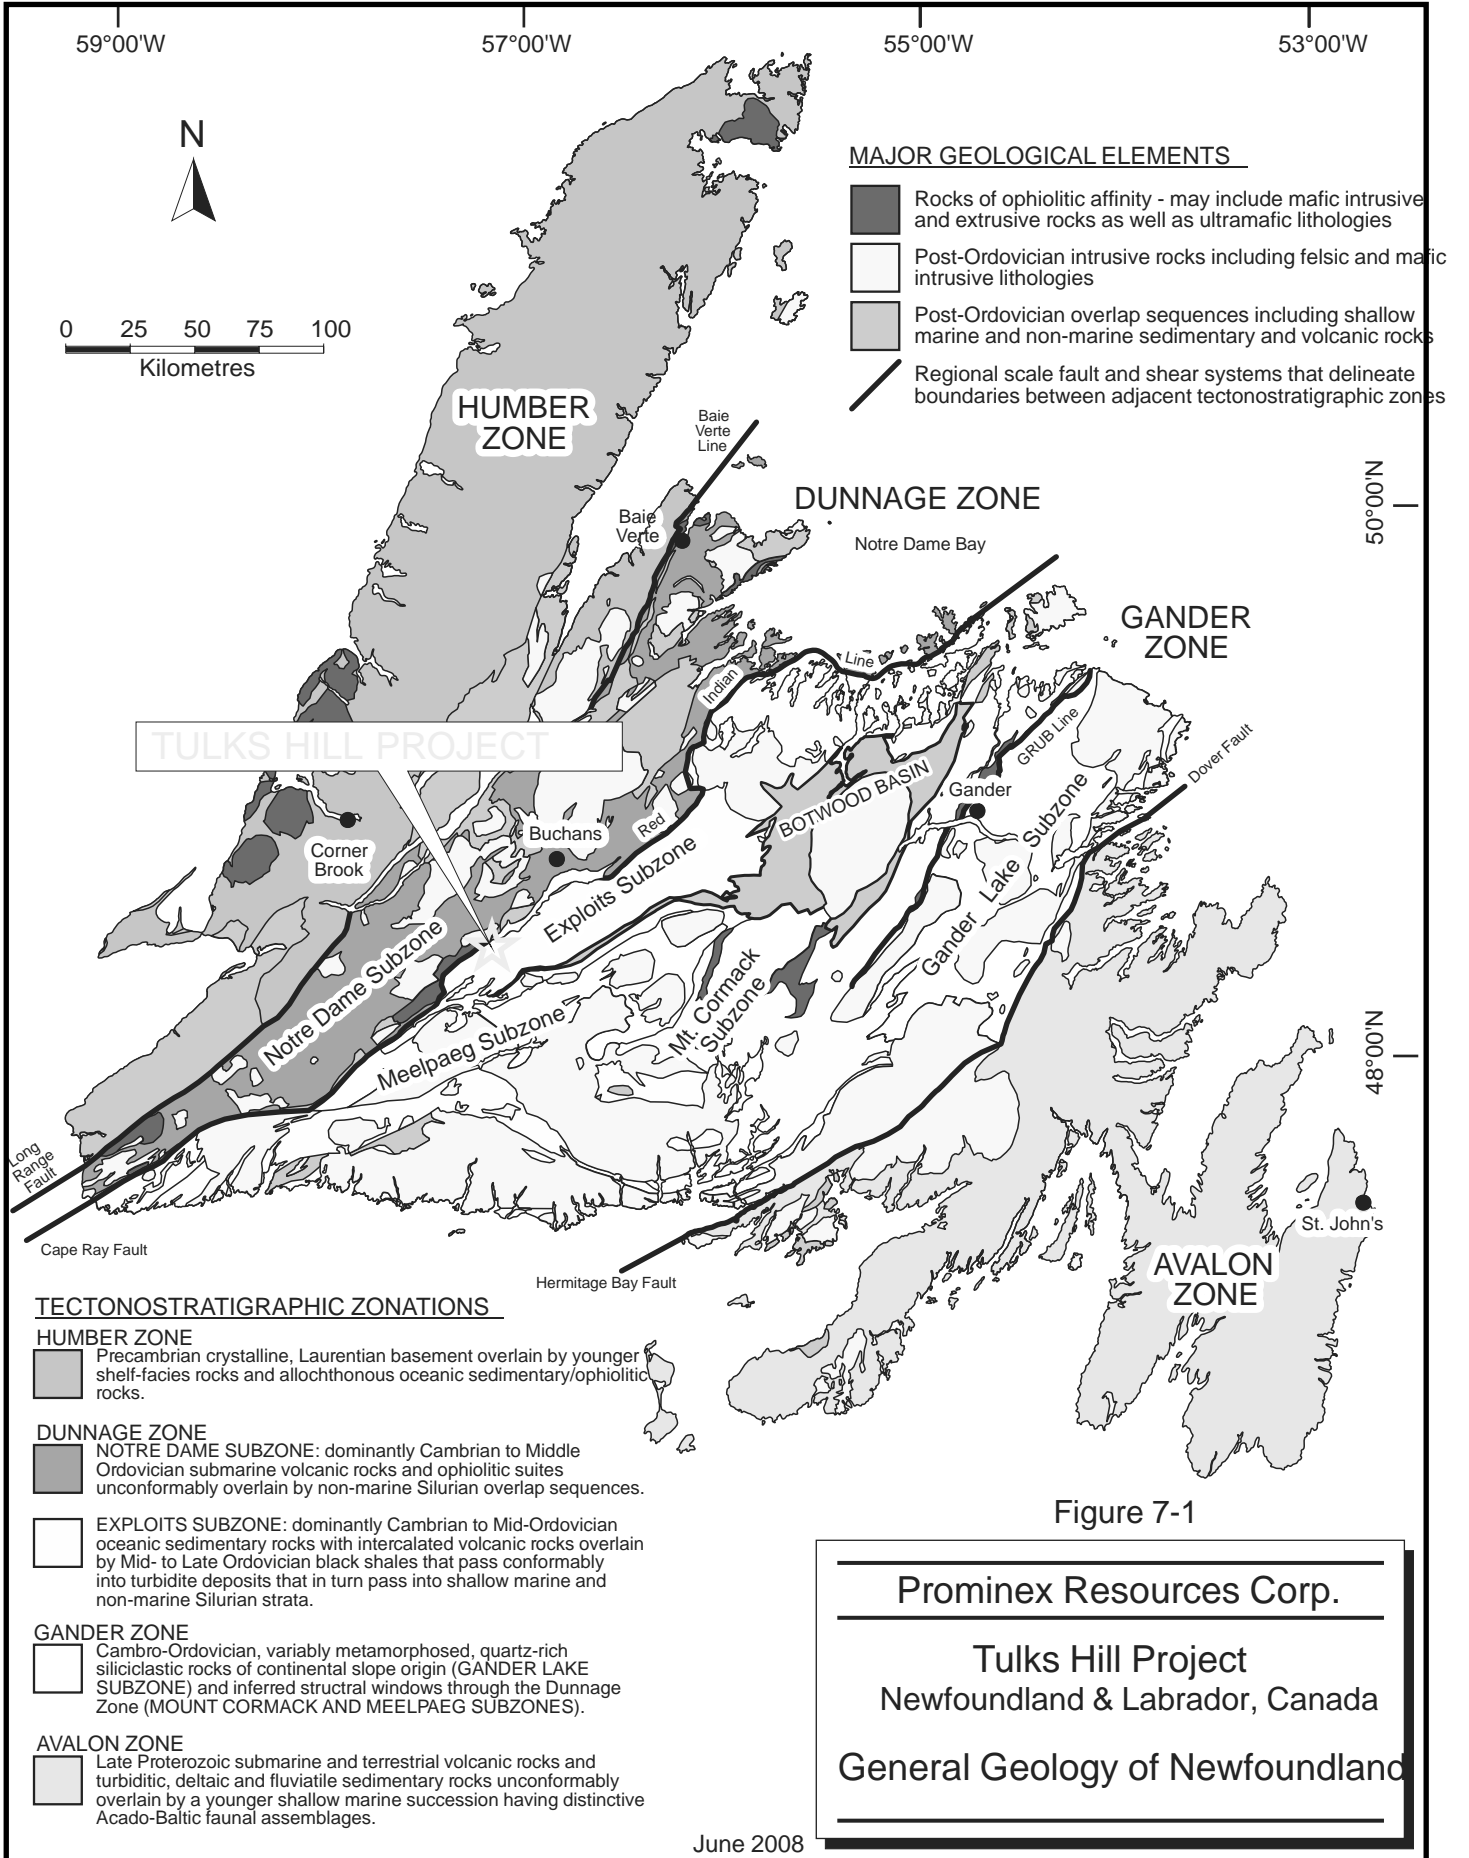 59°00'W
57°00'W
55°00'W
53°00'W
N
MAJOR GEOLOGICAL ELEMENTS
Rocks of ophiolitic affinity - may include mafic intrusive
and extrusive rocks as well as ultramafic lithologies
Post-Ordovician intrusive rocks including felsic and mafic
intrusive lithologies
Post-Ordovician overlap sequences including shallow
marine and non-marine sedimentary and volcanic rocks
Regional scale fault and shear systems that delineate
boundaries between adjacent tectonostratigraphic zones
0 25 50 75 100
Kilometres
HUMBER
ZONE
Baie
Verte
Line
50°00'N
DUNNAGE ZONE
Baie
Verte
Notre Dame Bay
GANDER
ZONE
Line
Indian
GRUB Line
Dover Fault
TULKS HILL PROJECT
BOTWOOD BASIN
Gander
Red
Buchans
Corner
Brook
Exploits Subzone
Gander Lake Subzone
Notre Dame Subzone
Mt. Cormack
Subzone
Meelpaeg Subzone
48°00'N
Long
Range
Fault
St. John's
Cape Ray Fault
Hermitage Bay Fault
AVALON
ZONE
TECTONOSTRATIGRAPHIC ZONATIONS
HUMBER ZONE
Precambrian crystalline, Laurentian basement overlain by younger
shelf-facies rocks and allochthonous oceanic sedimentary/ophiolitic
rocks.
DUNNAGE ZONE
NOTRE DAME SUBZONE: dominantly Cambrian to Middle
Ordovician submarine volcanic rocks and ophiolitic suites
unconformably overlain by non-marine Silurian overlap sequences.
EXPLOITS SUBZONE: dominantly Cambrian to Mid-Ordovician
oceanic sedimentary rocks with intercalated volcanic rocks overlain
by Mid- to Late Ordovician black shales that pass conformably
into turbidite deposits that in turn pass into shallow marine and
non-marine Silurian strata.
GANDER ZONE
Cambro-Ordovician, variably metamorphosed, quartz-rich
siliciclastic rocks of continental slope origin (GANDER LAKE
SUBZONE) and inferred structral windows through the Dunnage
Zone (MOUNT CORMACK AND MEELPAEG SUBZONES).
AVALON ZONE
Late Proterozoic submarine and terrestrial volcanic rocks and
turbiditic, deltaic and fluviatile sedimentary rocks unconformably
overlain by a younger shallow marine succession having distinctive
Acado-Baltic faunal assemblages.
Figure 7-1
Prominex Resources Corp.
Tulks Hill Project
Newfoundland & Labrador, Canada
General Geology of Newfoundland
June 2008